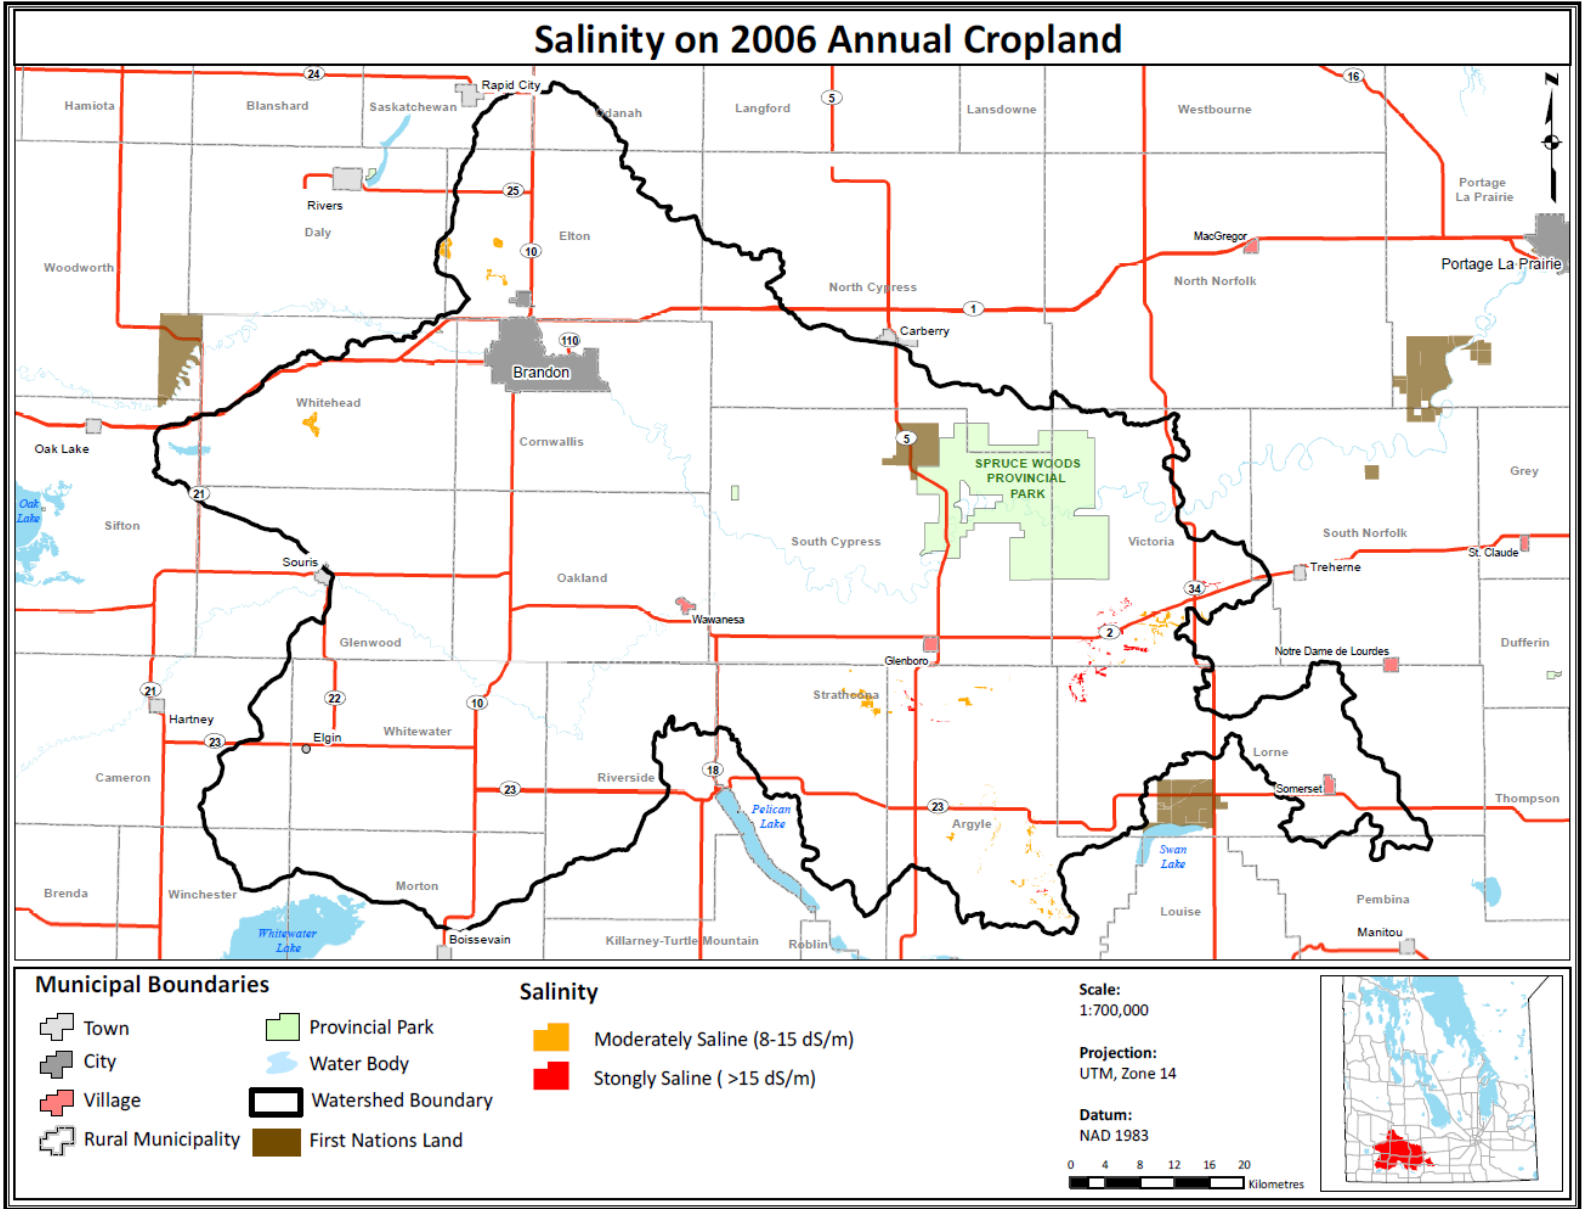 Salinity on 2006 Annual Cropland
24
Rapid City
16
Hamiota
Blanshard
Saskatchewan
Odanah
Langford
5
Lansdowne
Westbourne
N
Rivers
25
Portage
La Prairie
Daly
Elton
10
MacGregor
Woodworth
Portage La Prairie
North Cypress
North Norfolk
1
Carberry
110
Brandon
Whitehead
Oak Lake
Cornwallis
5
SPRUCE WOODS
PROVINCIAL
PARK
Grey
21
Oak
Lake
Sifton
South Cypress
Victoria
South Norfolk
St. Claude
Souris
Oakland
Treherne
34
Wawanesa
2
Glenwood
Dufferin
Glenboro
Notre Dame de Lourdes
21
22
10
Strathcona
Hartney
23
Elgin
Whitewater
Lorne
Cameron
Riverside
18
23
Somerset
Pelican
Lake
23
Argyle
Thompson
Swan
Lake
Brenda
Winchester
Morton
Louise
Pembina
Whitewater
Lake
Boissevain
Killarney-Turtle Mountain
Roblin
Manitou
Municipal Boundaries
Town
City
Village
Rural Municipality
Provincial Park
Water Body
Watershed Boundary
First Nations Land
Salinity
Moderately Saline (8-15 dS/m)
Stongly Saline ( >15 dS/m)
Scale:
1:700,000
Projection:
UTM, Zone 14
Datum:
NAD 1983
0 4 8 12 16 20
Kilometres